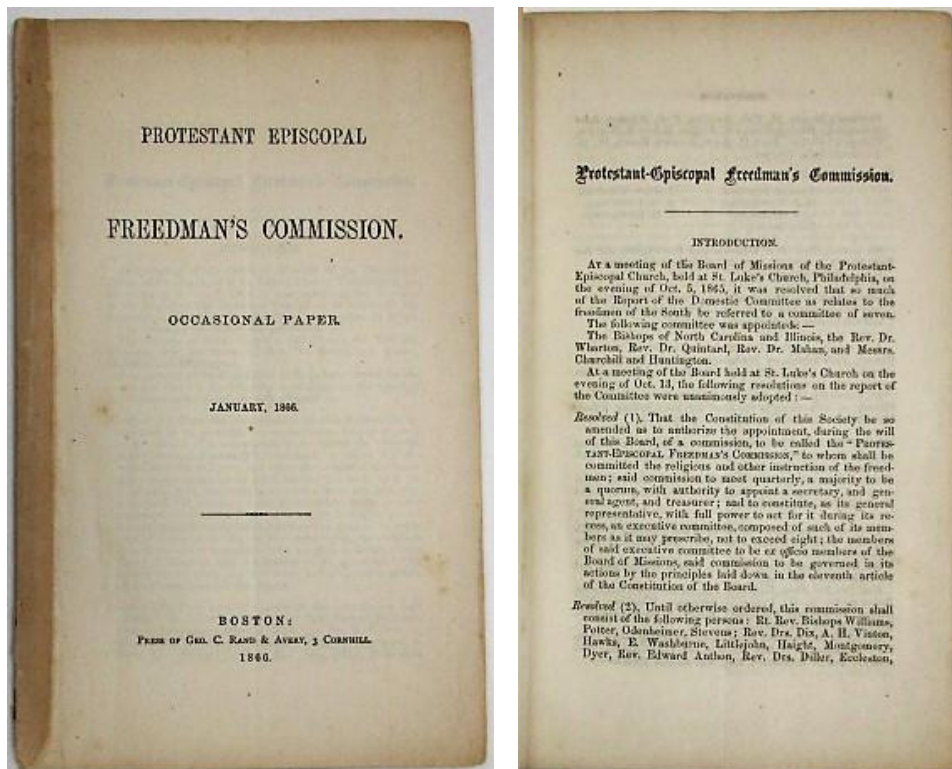 PROTESTANT EPISCOPAL
FREEDMAN'S COMMISSION.
OCCASIONAL PAPER.
JANUARY, 1866.
BOSTON:
PRESS OF GEO. C. RAND & AVERY, 3 CORNHILL.
1866.
Protestant-Episcopal Freedman's Commission.
INTRODUCTION.
AT a meeting of the Board of Missions of the Protestant-
Episcopal Church, held at St. Luke's Church, Philadelphia, on
the evening of Oct. 5, 1865, it was resolved that so much
of the Report of the Domestic Committee as relates to the
freedmen of the South be referred to a committee of seven.
The following committee was appointed: —
The Bishops of North Carolina and Illinois, the Rev. Dr.
Wharton, Rev. Dr. Quintard, Rev. Dr. Mahan, and Messrs.
Churchill and Huntington.
At a meeting of the Board held at St. Luke's Church on the
evening of Oct. 13, the following resolutions on the report of
the Committee were unanimously adopted : —
Resolved (1). That the Constitution of this Society be so
amended as to authorize the appointment, during the will
of this Board, of a commission, to be called the "PROTES-
TANT-EPISCOPAL FREEDMAN'S COMMISSION," to whom shall be
committed the religious and other instruction of the freed-
men; said commission to meet quarterly, a majority to be
a quorum, with authority to appoint a secretary, and gen-
eral agent, and treasurer; and to constitute, as its general
representative, with full power to act for it during its re-
cess, an executive committee, composed of such of its mem-
bers as it may prescribe, not to exceed eight; the members
of said executive committee to be ex officio members of the
Board of Missions, said commission to be governed in its
actions by the principles laid down in the eleventh article
of the Constitution of the Board.
Resolved (2). Until otherwise ordered, this commission shall
consist of the following persons: Rt. Rev. Bishops Williams,
Potter, Odenheimer, Stevens; Rev. Drs. Dix, A. H. Vinton,
Hawks, E. Washburne, Littlejohn, Haight, Montgomery,
Dyer, Rev. Edward Anthon, Rev. Drs. Diller, Eccleston,